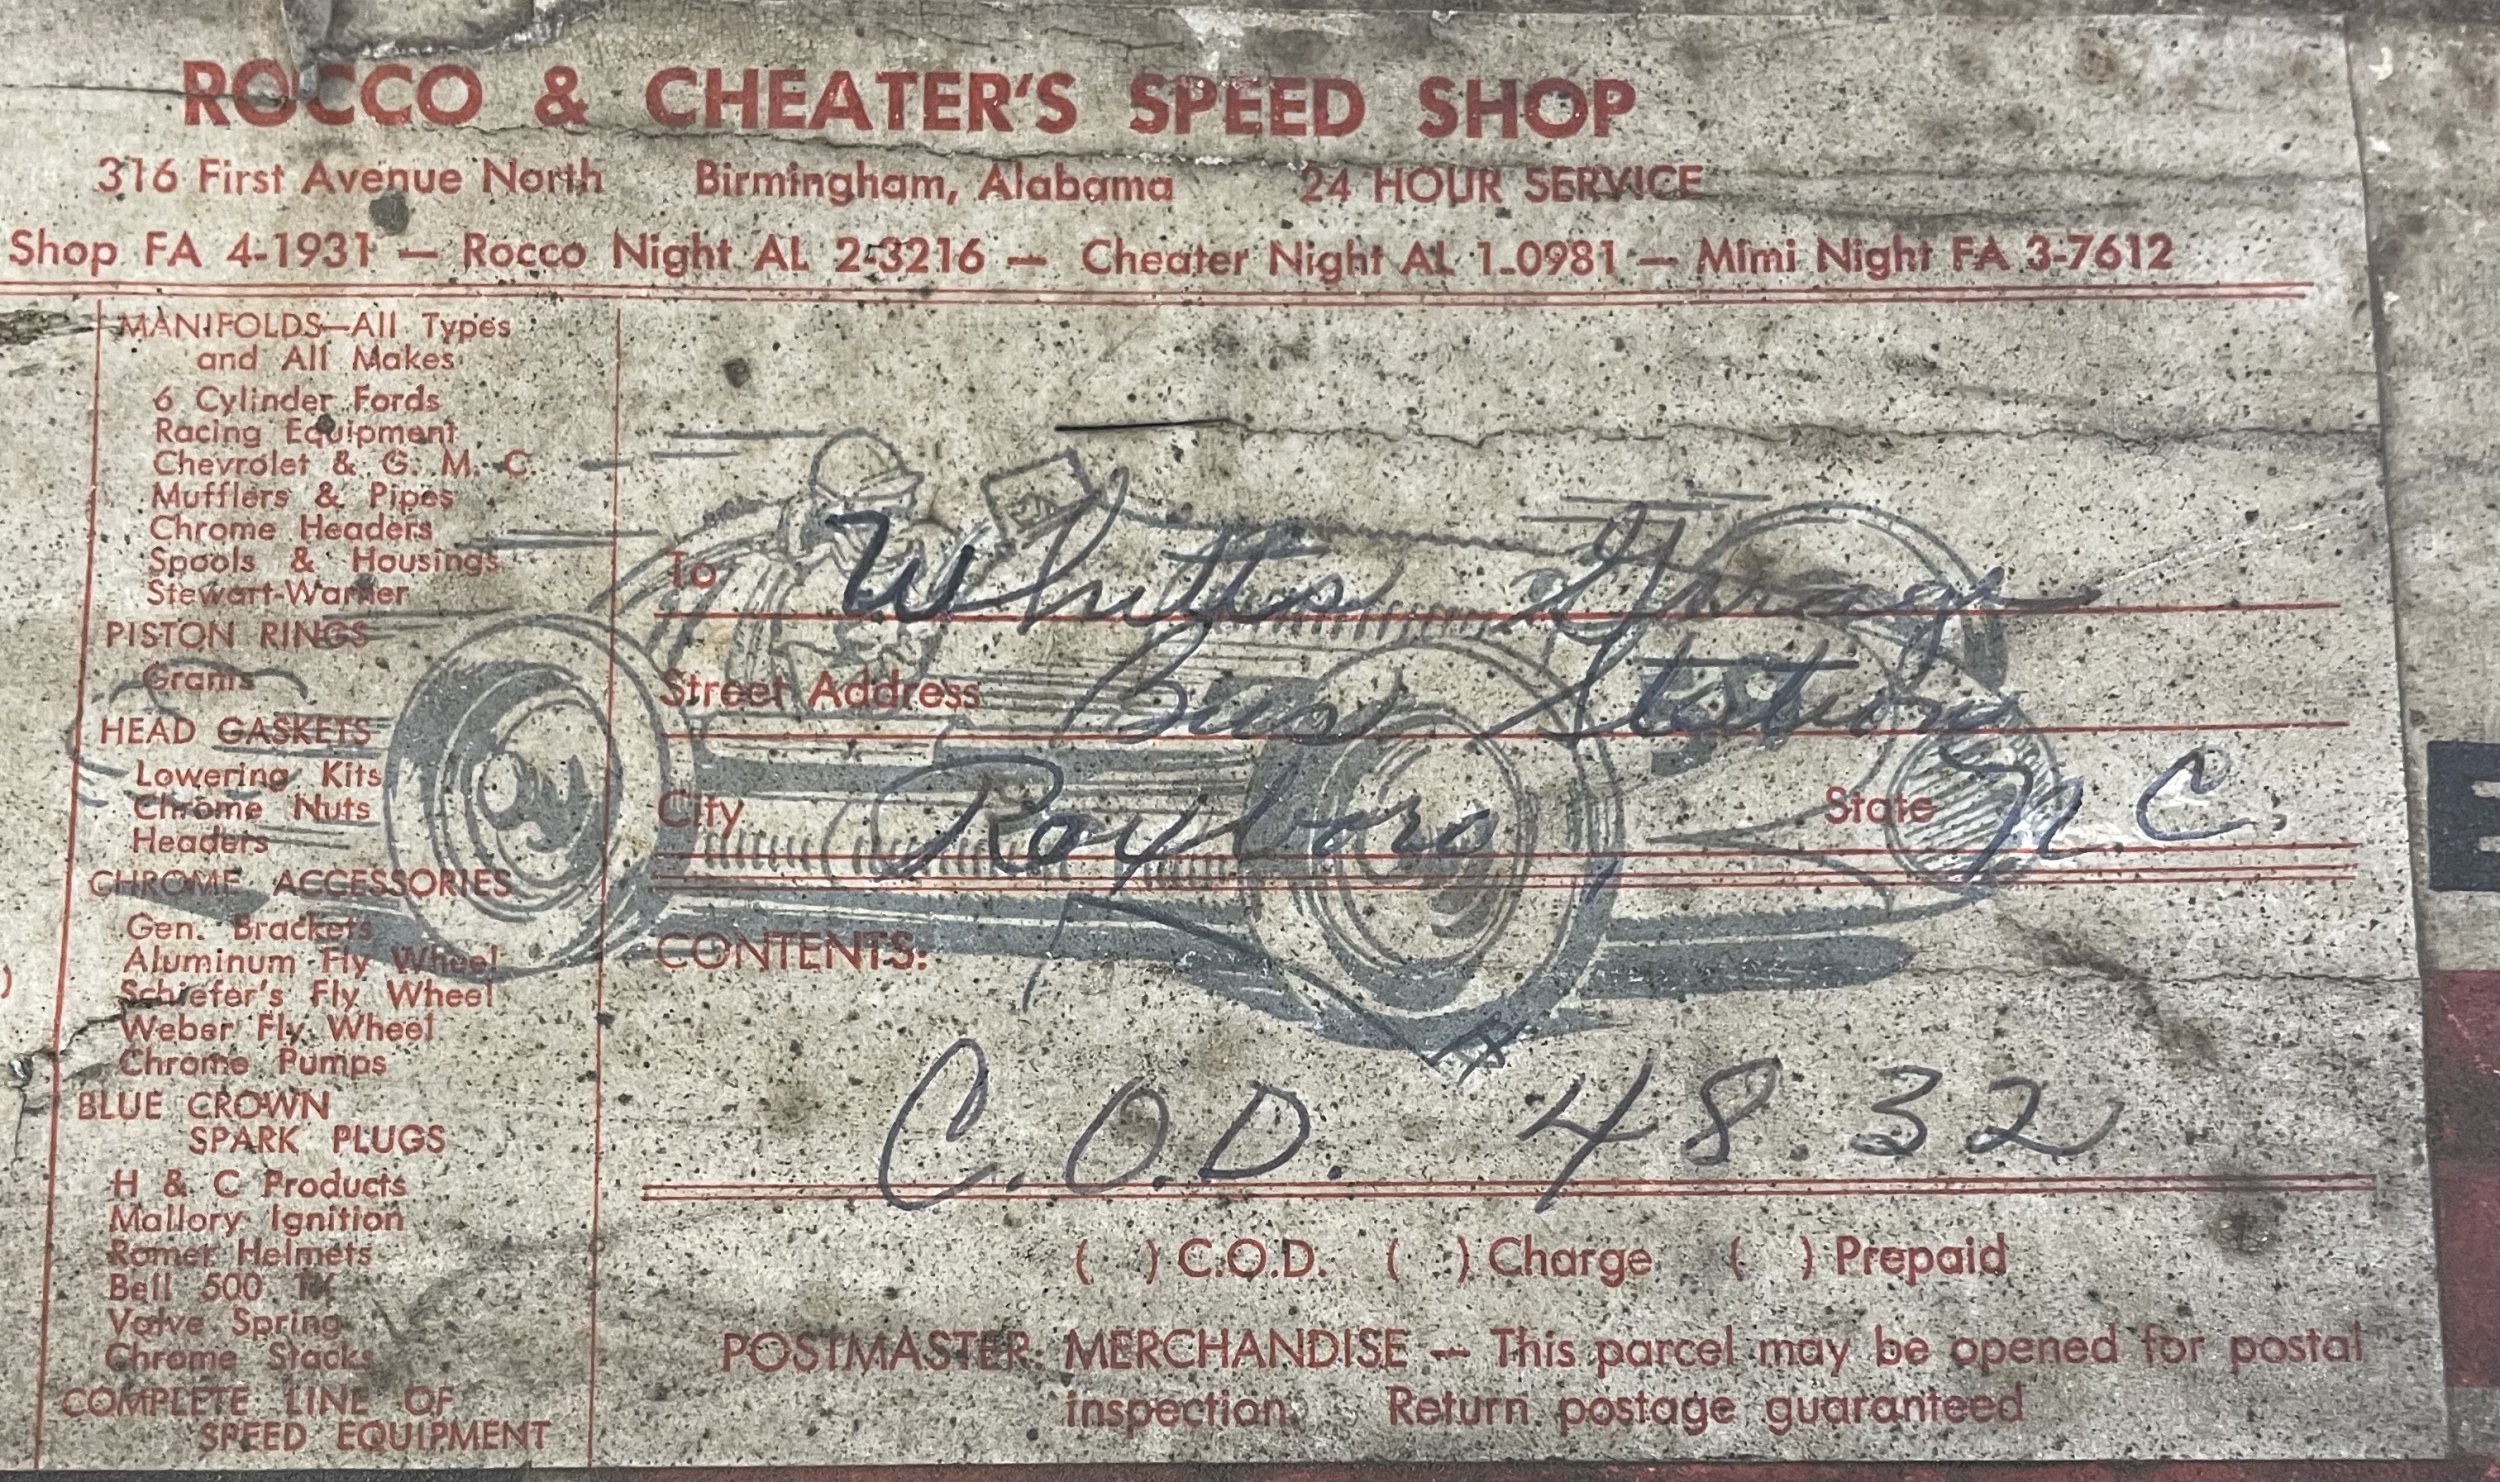 ROCCO & CHEATER'S SPEED SHOP
316 First Avenue North Birmingham, Alabama 24 HOUR SERVICE
Shop FA 4-1931 — Rocco Night AL 2-3216 — Cheater Night AL 1-0981 — Mimi Night FA 3-7612
MANIFOLDS—All Types
and All Makes
6 Cylinder Fords
Racing Equipment
Chevrolet & G. M. C.
Mufflers & Pipes
Chrome Headers
Spools & Housings
Stewart-Warner
PISTON RINGS
Grants
HEAD GASKETS
Lowering Kits
Chrome Nuts
Headers
CHROME ACCESSORIES
Gen. Brackets
Aluminum Fly Wheel
Schiefer's Fly Wheel
Weber Fly Wheel
Chrome Pumps
BLUE CROWN
SPARK PLUGS
H & C Products
Mallory Ignition
Romer Helmets
Bell 500 TX
Valve Spring
Chrome Stacks
COMPLETE LINE OF
SPEED EQUIPMENT
To Whitts Garage
Street Address Bus Station
City Roxboro State N.C.
CONTENTS:
C.O.D. 48.32
( ) C.O.D. ( ) Charge ( ) Prepaid
POSTMASTER: MERCHANDISE — This parcel may be opened for postal
inspection. Return postage guaranteed
E